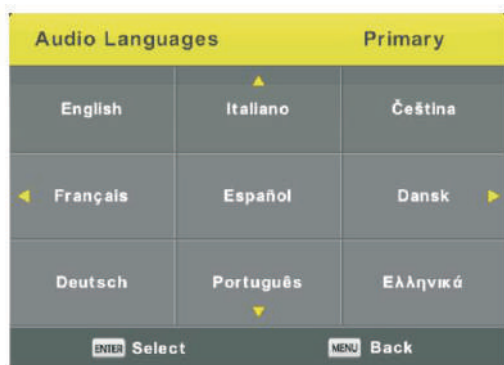 Audio Languages Primary
English Italiano Čeština
Français Español Dansk
Deutsch Português Ελληνικά
ENTER Select MENU Back